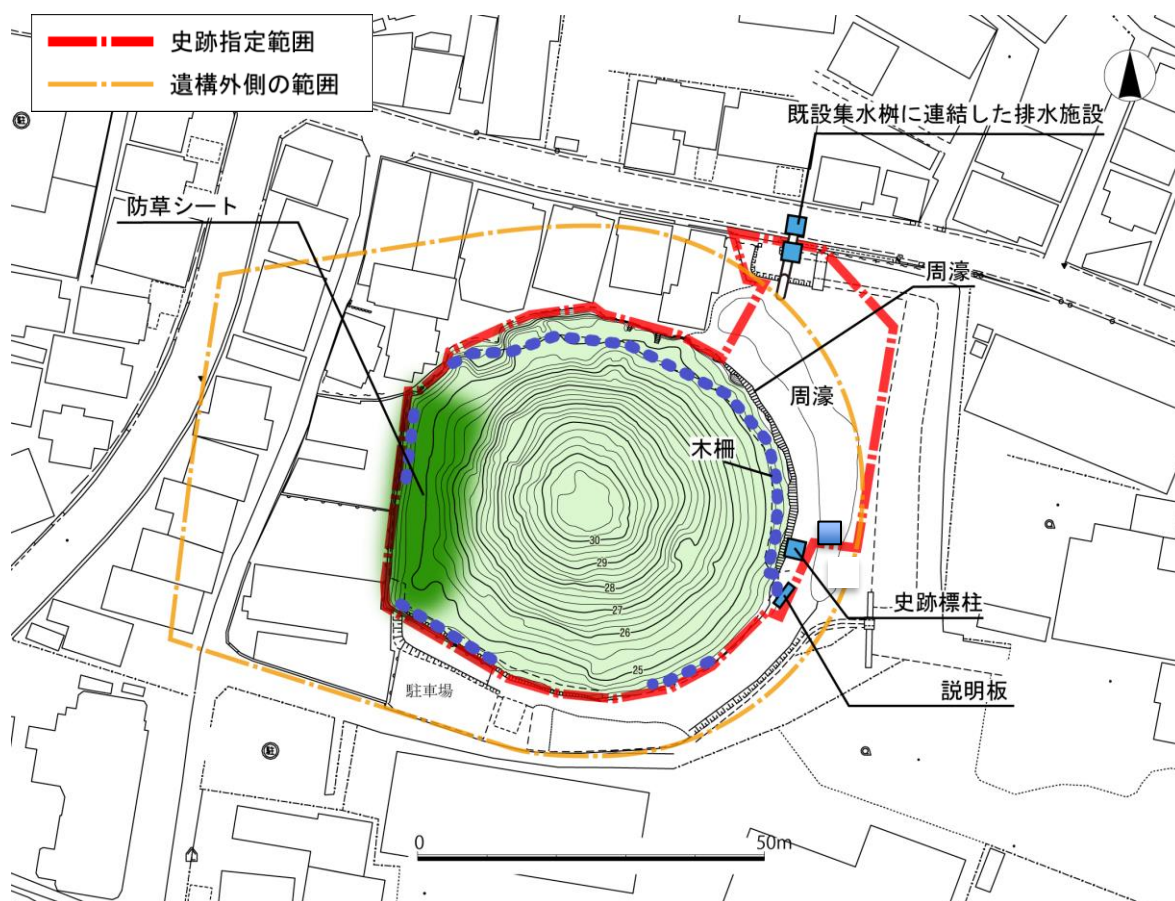 史跡指定範囲
遺構外側の範囲
既設集水桝に連結した排水施設
防草シート
周濠
周濠
木柵
30
29
28
27
26
25
史跡標柱
説明板
駐車場
0
50m